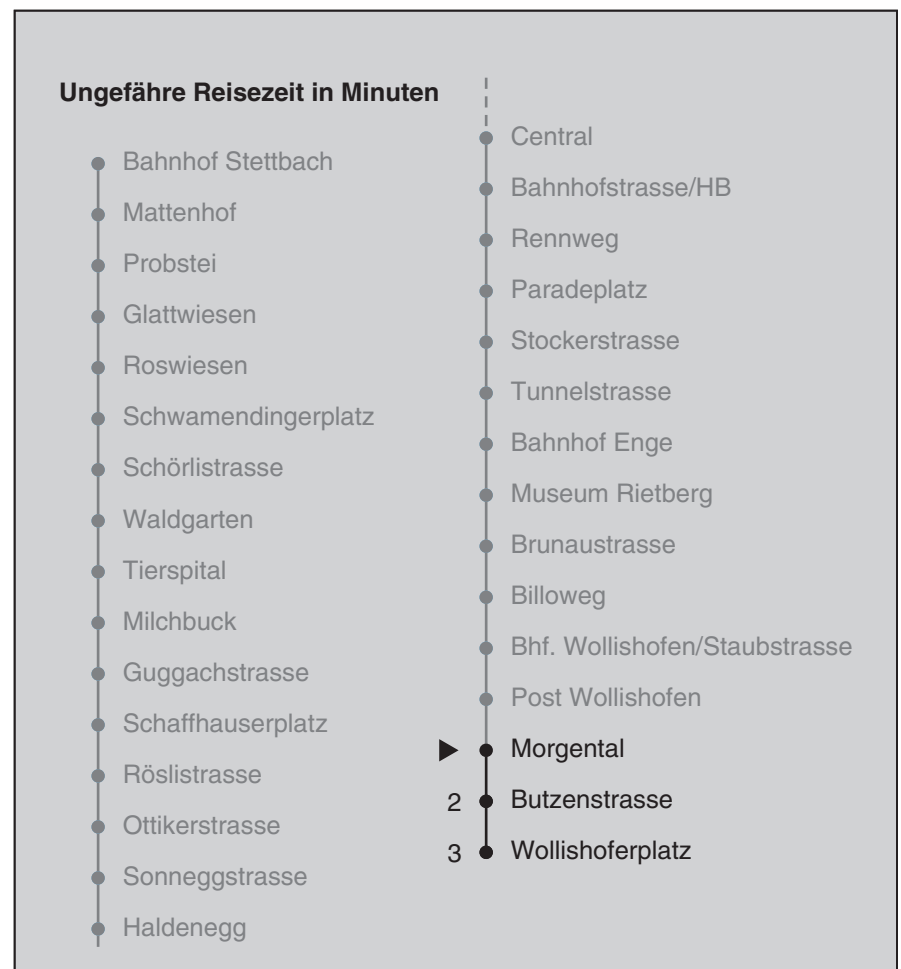 Ungefähre Reisezeit in Minuten
Bahnhof Stettbach
Mattenhof
Probstei
Glattwiesen
Roswiesen
Schwamendingerplatz
Schörlistrasse
Waldgarten
Tierspital
Milchbuck
Guggachstrasse
Schaffhauserplatz
Röslistrasse
Ottikerstrasse
Sonneggstrasse
Haldenegg
Central
Bahnhofstrasse/HB
Rennweg
Paradeplatz
Stockerstrasse
Tunnelstrasse
Bahnhof Enge
Museum Rietberg
Brunaustrasse
Billoweg
Bhf. Wollishofen/Staubstrasse
Post Wollishofen
Morgental
2 Butzenstrasse
3 Wollishoferplatz